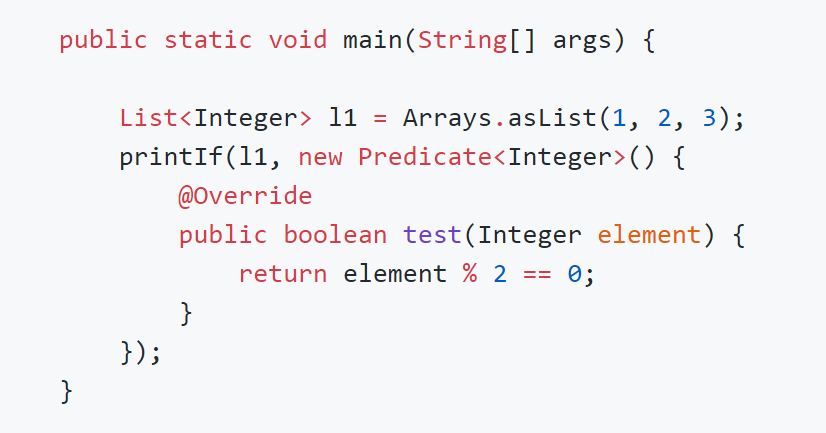 public static void main(String[] args) {
List<Integer> l1 = Arrays.asList(1, 2, 3);
printIf(l1, new Predicate<Integer>() {
@Override
public boolean test(Integer element) {
return element % 2 == 0;
}
});
}